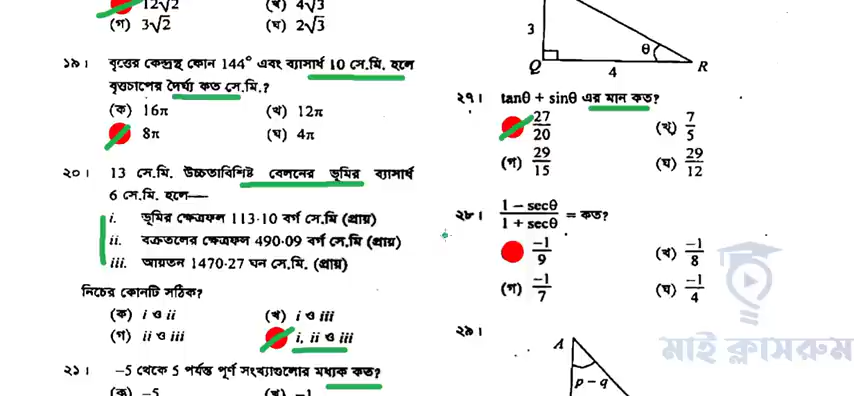 12√2
(খ) 4√3
(গ) 3√2
(ঘ) 2√3
১৯। বৃত্তের কেন্দ্রস্থ কোন 144° এবং ব্যাসার্ধ 10 সে.মি. হলে
বৃত্তচাপের দৈর্ঘ্য কত সে.মি.?
(ক) 16π
(খ) 12π
8π
(ঘ) 4π
২০। 13 সে.মি. উচ্চতাবিশিষ্ট বেলনের ভূমির ব্যাসার্ধ
6 সে.মি. হলে—
i. ভূমির ক্ষেত্রফল 113·10 বর্গ সে.মি (প্রায়)
ii. বক্রতলের ক্ষেত্রফল 490·09 বর্গ সে.মি (প্রায়)
iii. আয়তন 1470·27 ঘন সে.মি. (প্রায়)
নিচের কোনটি সঠিক?
(ক) i ও ii
(খ) i ও iii
(গ) ii ও iii
i, ii ও iii
২১। –5 থেকে 5 পর্যন্ত পূর্ণ সংখ্যাগুলোর মধ্যক কত?
(ক) –5
(খ) –1
3
θ
Q
4
R
২৭। tanθ + sinθ এর মান কত?
27/20
(খ) 7/5
(গ) 29/15
(ঘ) 29/12
২৮। (1 – secθ)/(1 + secθ) = কত?
–1/9
(খ) –1/8
(গ) –1/7
(ঘ) –1/4
২৯।
A
p – q
মাই ক্লাসরুম